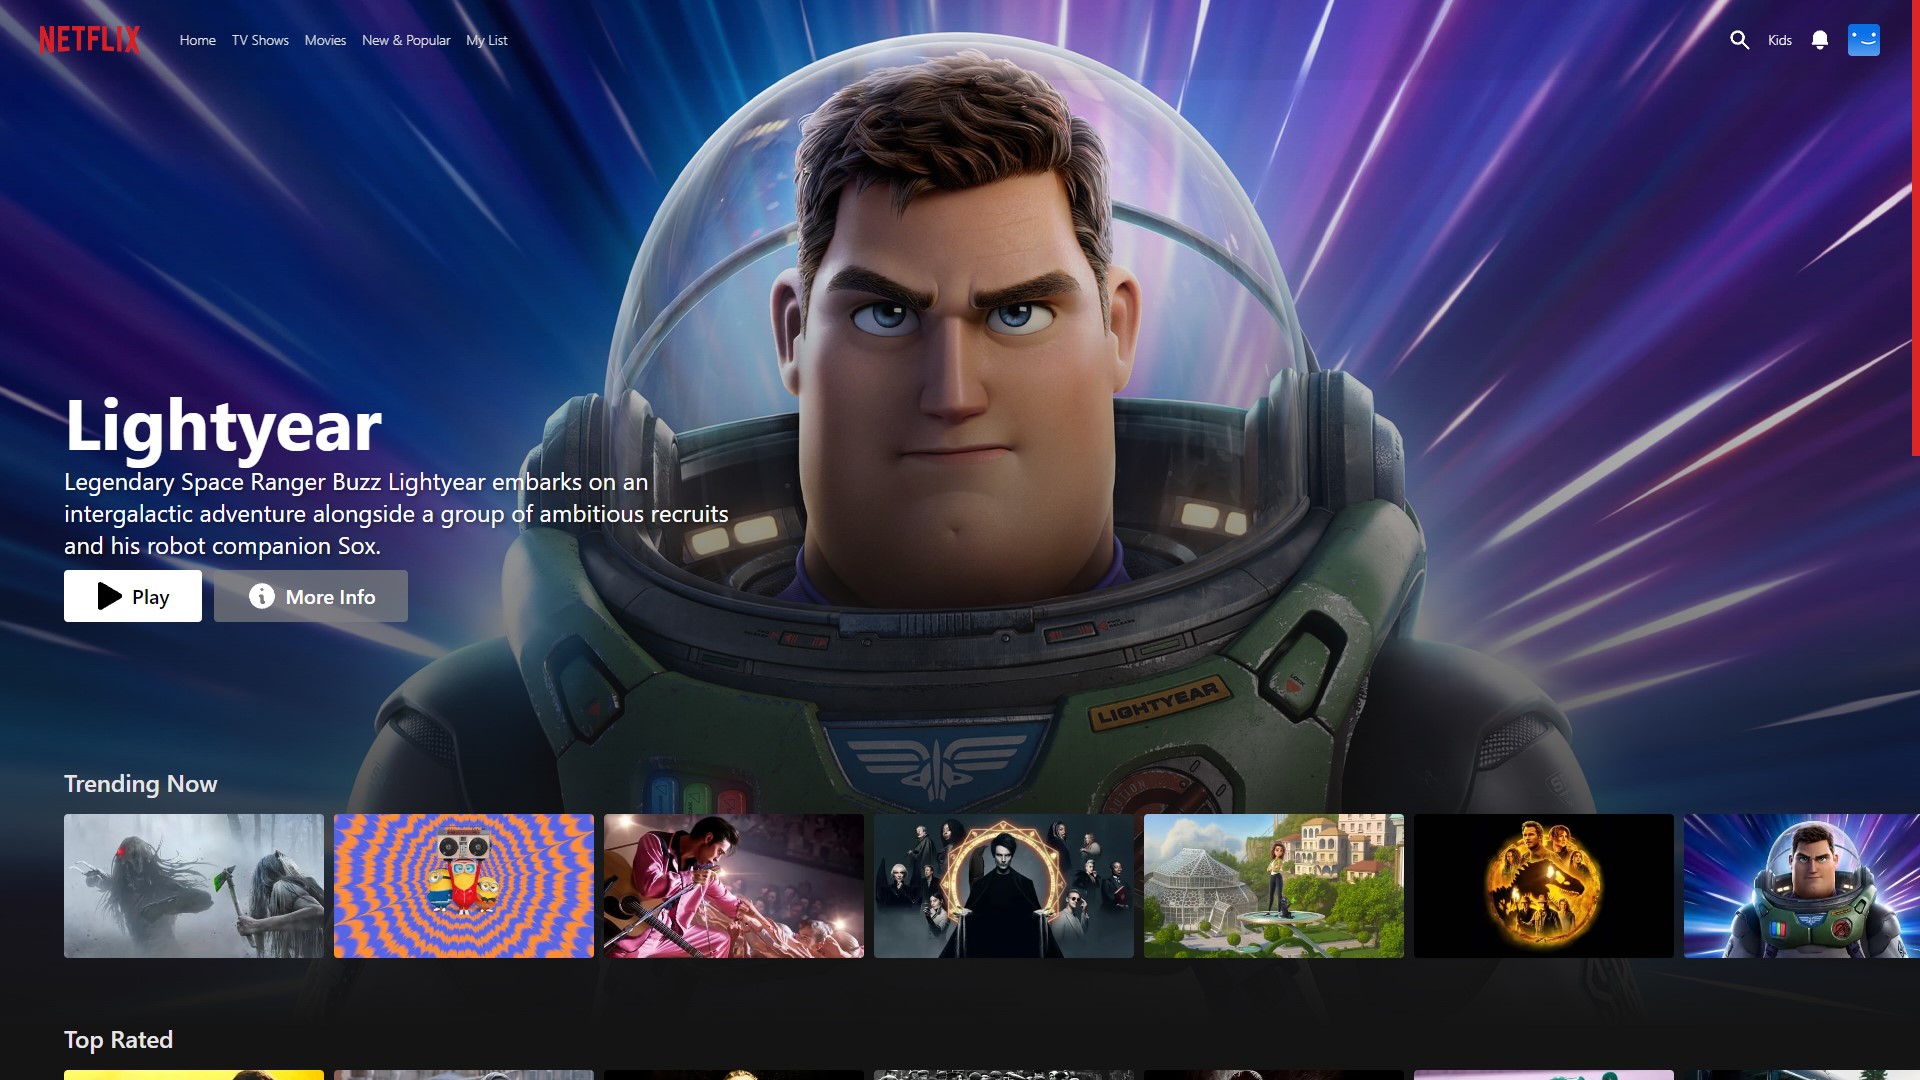 NETFLIX
Home
TV Shows
Movies
New & Popular
My List
Kids
Lightyear
Legendary Space Ranger Buzz Lightyear embarks on an
intergalactic adventure alongside a group of ambitious recruits
and his robot companion Sox.
Play
More Info
LIGHTYEAR
Trending Now
Top Rated